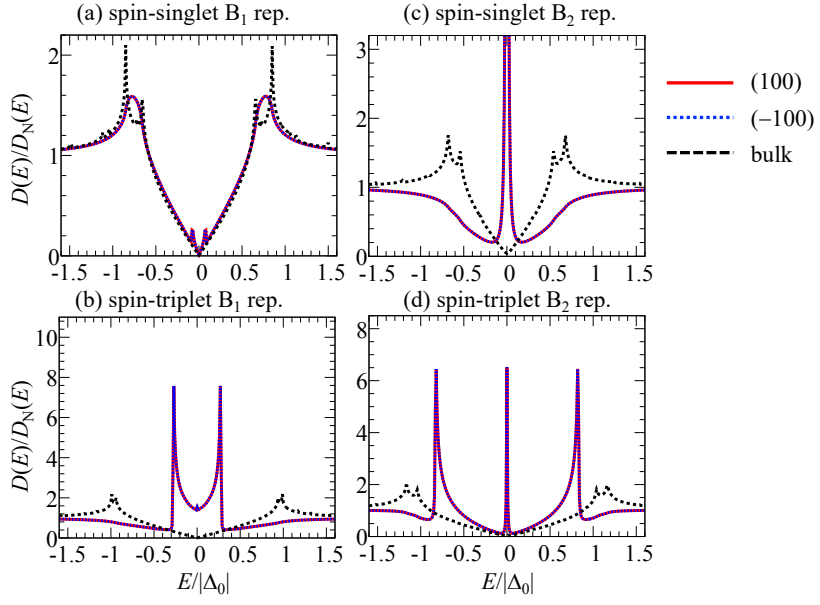 (a) spin-singlet B₁ rep.
2
1
0
-1.5 -1 -0.5 0 0.5 1 1.5
D(E)/D_N(E)
(b) spin-triplet B₁ rep.
10
8
6
4
2
0
-1.5 -1 -0.5 0 0.5 1 1.5
D(E)/D_N(E)
E/|Δ₀|
(c) spin-singlet B₂ rep.
3
2
1
0
-1.5 -1 -0.5 0 0.5 1 1.5
(d) spin-triplet B₂ rep.
8
6
4
2
0
-1.5 -1 -0.5 0 0.5 1 1.5
E/|Δ₀|
(100)
(−100)
bulk